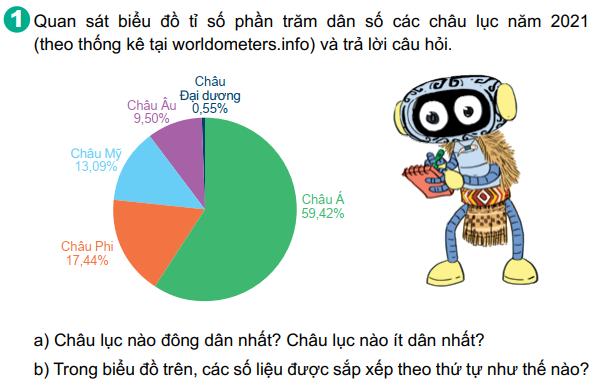 1 Quan sát biểu đồ tỉ số phần trăm dân số các châu lục năm 2021
(theo thống kê tại worldometers.info) và trả lời câu hỏi.
Châu
Đại dương
0,55%
Châu Âu
9,50%
Châu Mỹ
13,09%
Châu Á
59,42%
Châu Phi
17,44%
a) Châu lục nào đông dân nhất? Châu lục nào ít dân nhất?
b) Trong biểu đồ trên, các số liệu được sắp xếp theo thứ tự như thế nào?